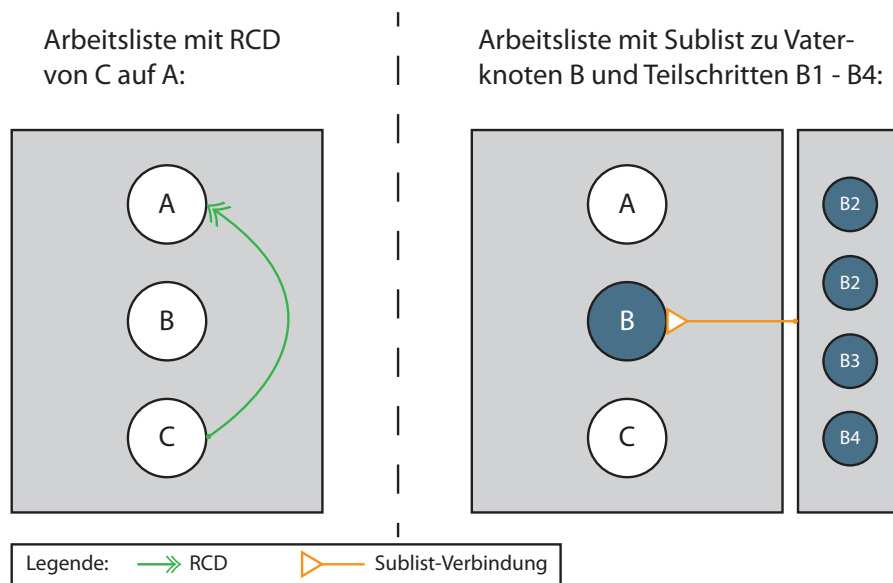 Arbeitsliste mit RCD
von C auf A:
A
B
C
Arbeitsliste mit Sublist zu Vater-
knoten B und Teilschritten B1 - B4:
A
B
C
B2
B2
B3
B4
Legende: RCD Sublist-Verbindung